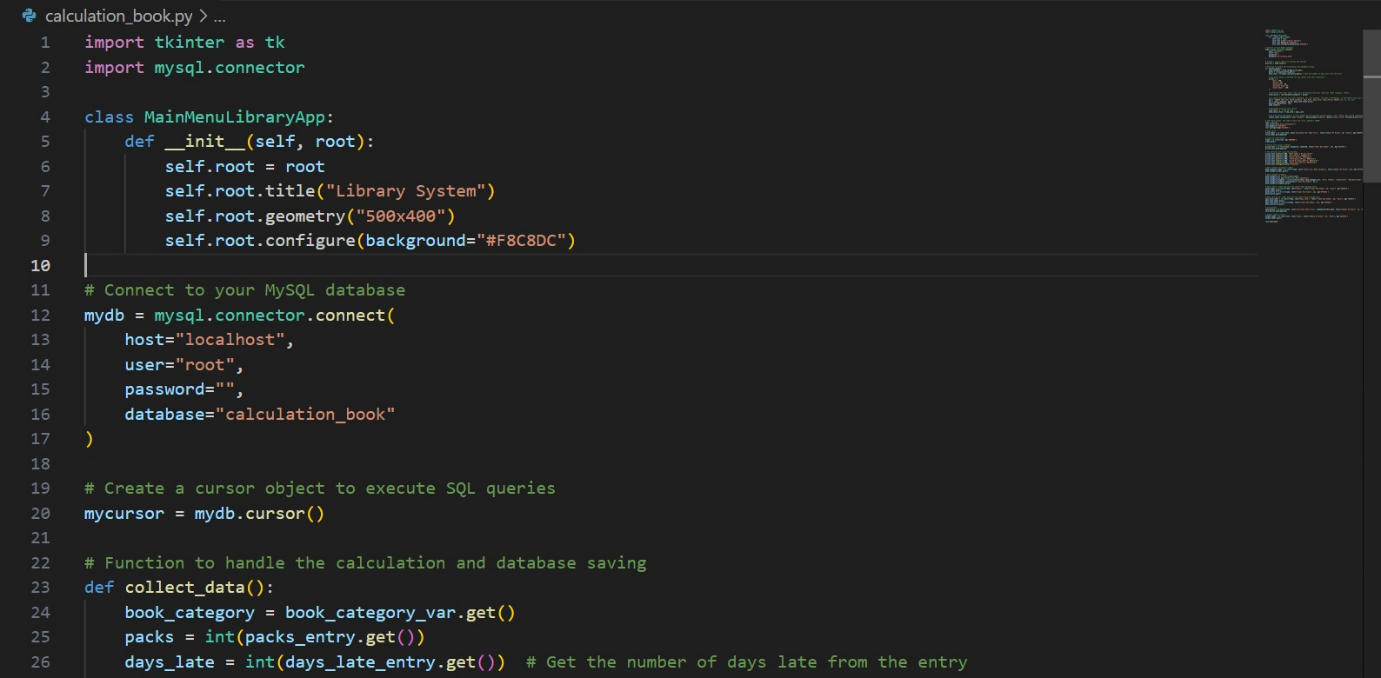 calculation_book.py > ...
1 import tkinter as tk
2 import mysql.connector
3
4 class MainMenuLibraryApp:
5     def __init__(self, root):
6         self.root = root
7         self.root.title("Library System")
8         self.root.geometry("500x400")
9         self.root.configure(background="#F8C8DC")
10
11 # Connect to your MySQL database
12 mydb = mysql.connector.connect(
13     host="localhost",
14     user="root",
15     password="",
16     database="calculation_book"
17 )
18
19 # Create a cursor object to execute SQL queries
20 mycursor = mydb.cursor()
21
22 # Function to handle the calculation and database saving
23 def collect_data():
24     book_category = book_category_var.get()
25     packs = int(packs_entry.get())
26     days_late = int(days_late_entry.get())  # Get the number of days late from the entry